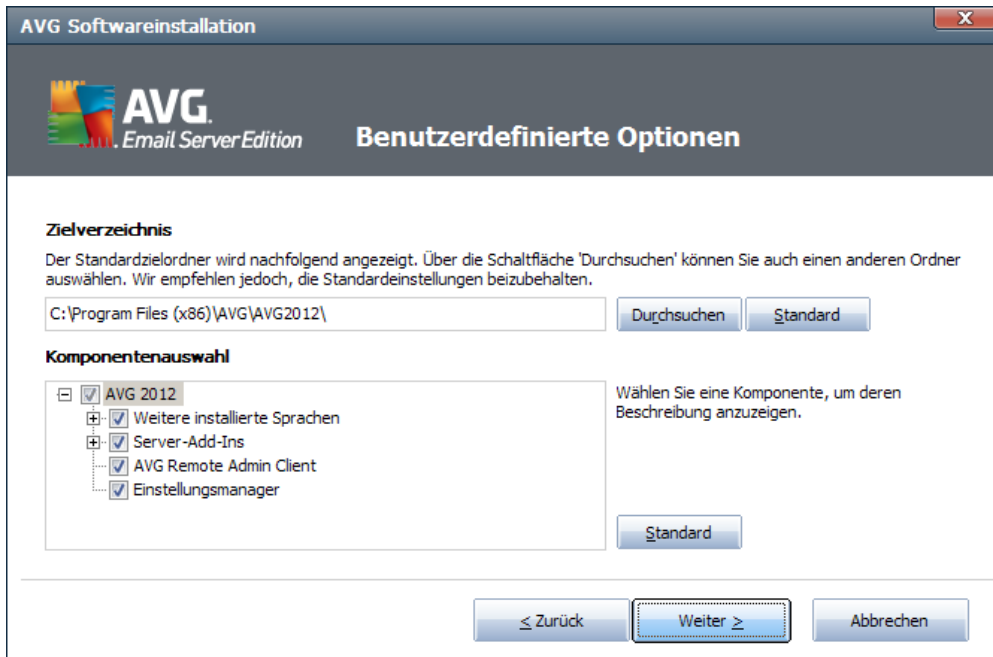 AVG Softwareinstallation
X
AVG.
Email Server Edition
Benutzerdefinierte Optionen
Zielverzeichnis
Der Standardzielordner wird nachfolgend angezeigt. Über die Schaltfläche 'Durchsuchen' können Sie auch einen anderen Ordner
auswählen. Wir empfehlen jedoch, die Standardeinstellungen beizubehalten.
C:\Program Files (x86)\AVG\AVG2012\
Durchsuchen
Standard
Komponentenauswahl
AVG 2012
Weitere installierte Sprachen
Server-Add-Ins
AVG Remote Admin Client
Einstellungsmanager
Wählen Sie eine Komponente, um deren
Beschreibung anzuzeigen.
Standard
< Zurück
Weiter >
Abbrechen